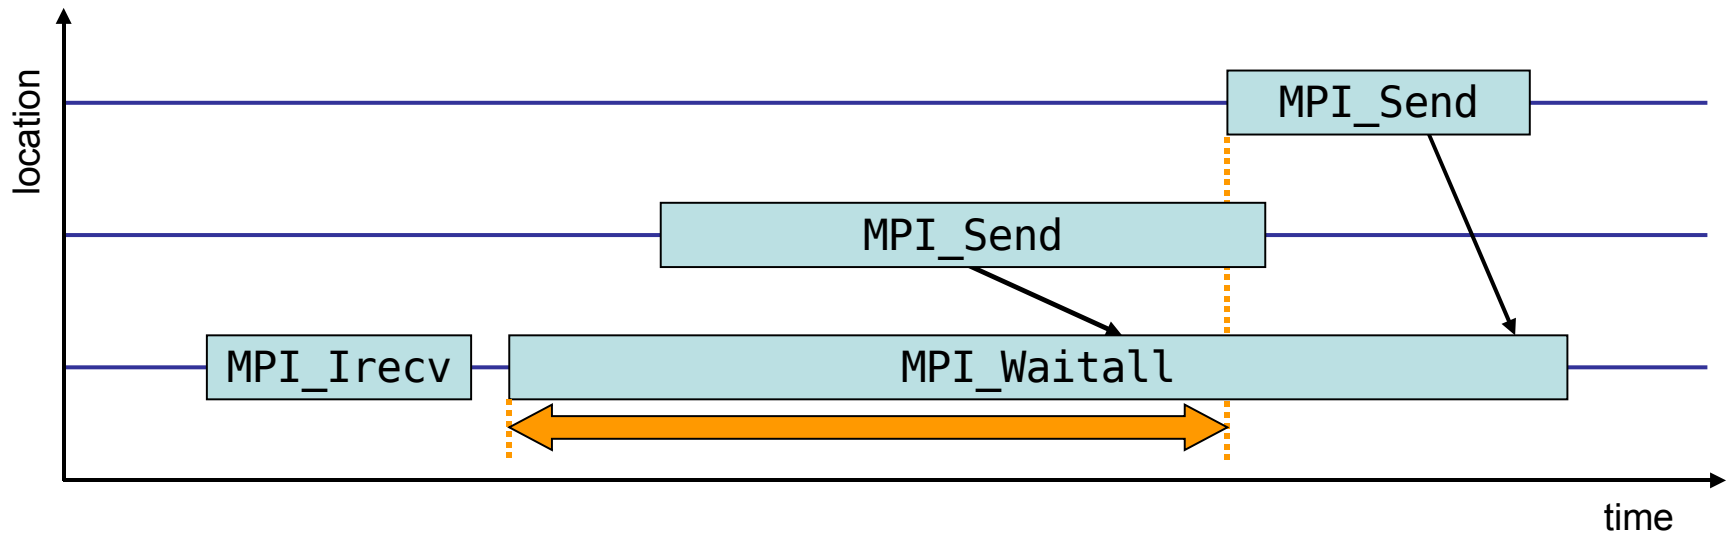 location
MPI_Send
MPI_Send
MPI_Irecv
MPI_Waitall
time